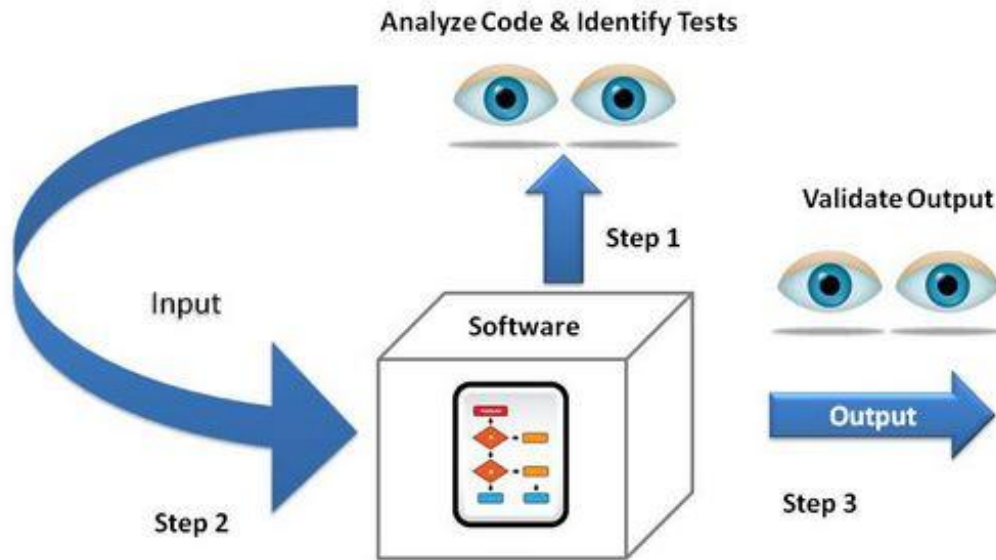 Analyze Code & Identify Tests
Step 1
Validate Output
Input
Software
Output
Step 2
Step 3